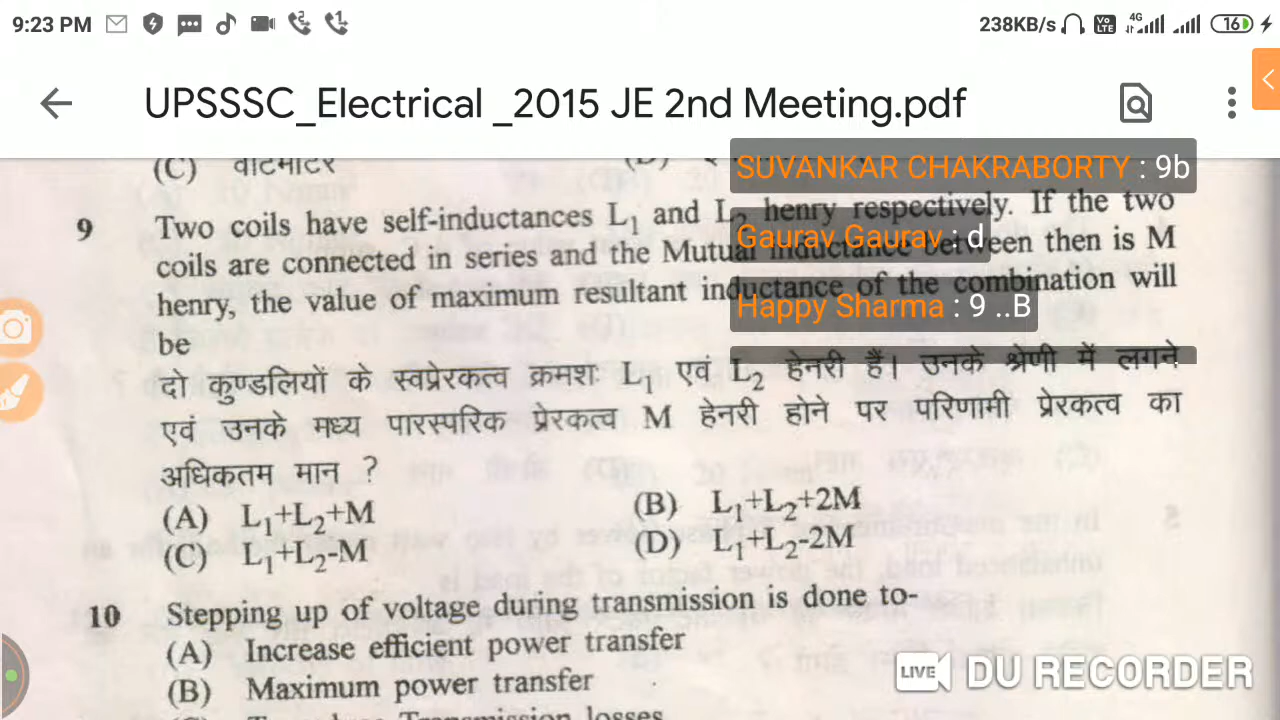 9:23 PM
238KB/s Vo LTE 4G 16
UPSSSC_Electrical _2015 JE 2nd Meeting.pdf
(C) वाटमीटर
SUVANKAR CHAKRABORTY : 9b
9 Two coils have self-inductances L₁ and L₂ henry respectively. If the two
Gaurav Gaurav : d
coils are connected in series and the Mutual inductance between then is M
henry, the value of maximum resultant inductance of the combination will
Happy Sharma : 9 ..B
be
दो कुण्डलियों के स्वप्रेरकत्व क्रमशः L₁ एवं L₂ हेनरी हैं। उनके श्रेणी में लगने
एवं उनके मध्य पारस्परिक प्रेरकत्व M हेनरी होने पर परिणामी प्रेरकत्व का
अधिकतम मान ?
(A) L₁+L₂+M (B) L₁+L₂+2M
(C) L₁+L₂-M (D) L₁+L₂-2M
10 Stepping up of voltage during transmission is done to-
(A) Increase efficient power transfer
(B) Maximum power transfer
Transmission losses
LIVE DU RECORDER